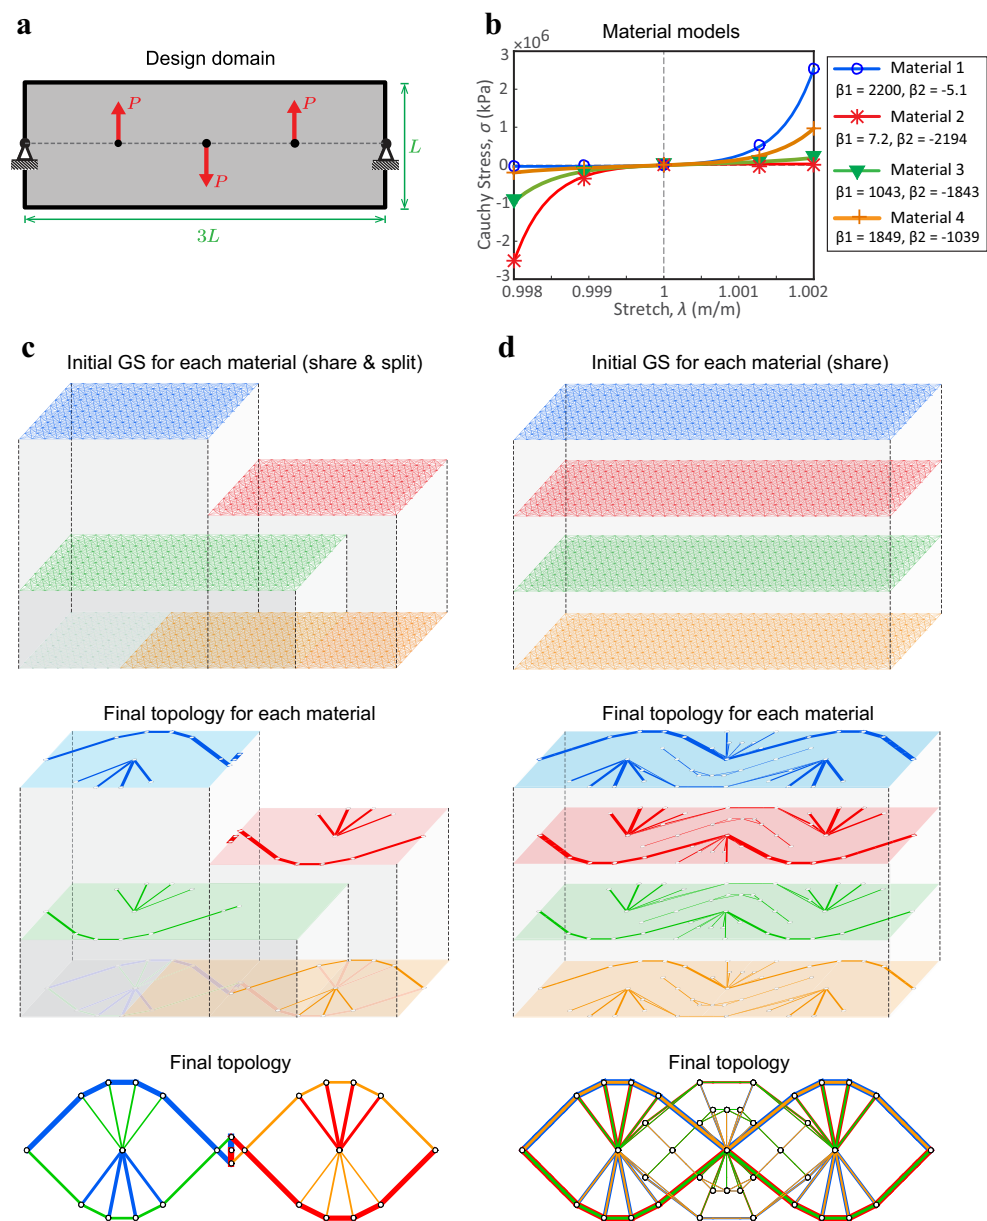 a
Design domain
P
P
P
L
3L
b
Material models
×10⁶
Cauchy Stress, σ (kPa)
2
1
0
-1
-2
-3
0.998
0.999
1
1.001
1.002
Stretch, λ (m/m)
Material 1
β1 = 2200, β2 = -5.1
Material 2
β1 = 7.2, β2 = -2194
Material 3
β1 = 1043, β2 = -1843
Material 4
β1 = 1849, β2 = -1039
c
Initial GS for each material (share & split)
Final topology for each material
Final topology
d
Initial GS for each material (share)
Final topology for each material
Final topology